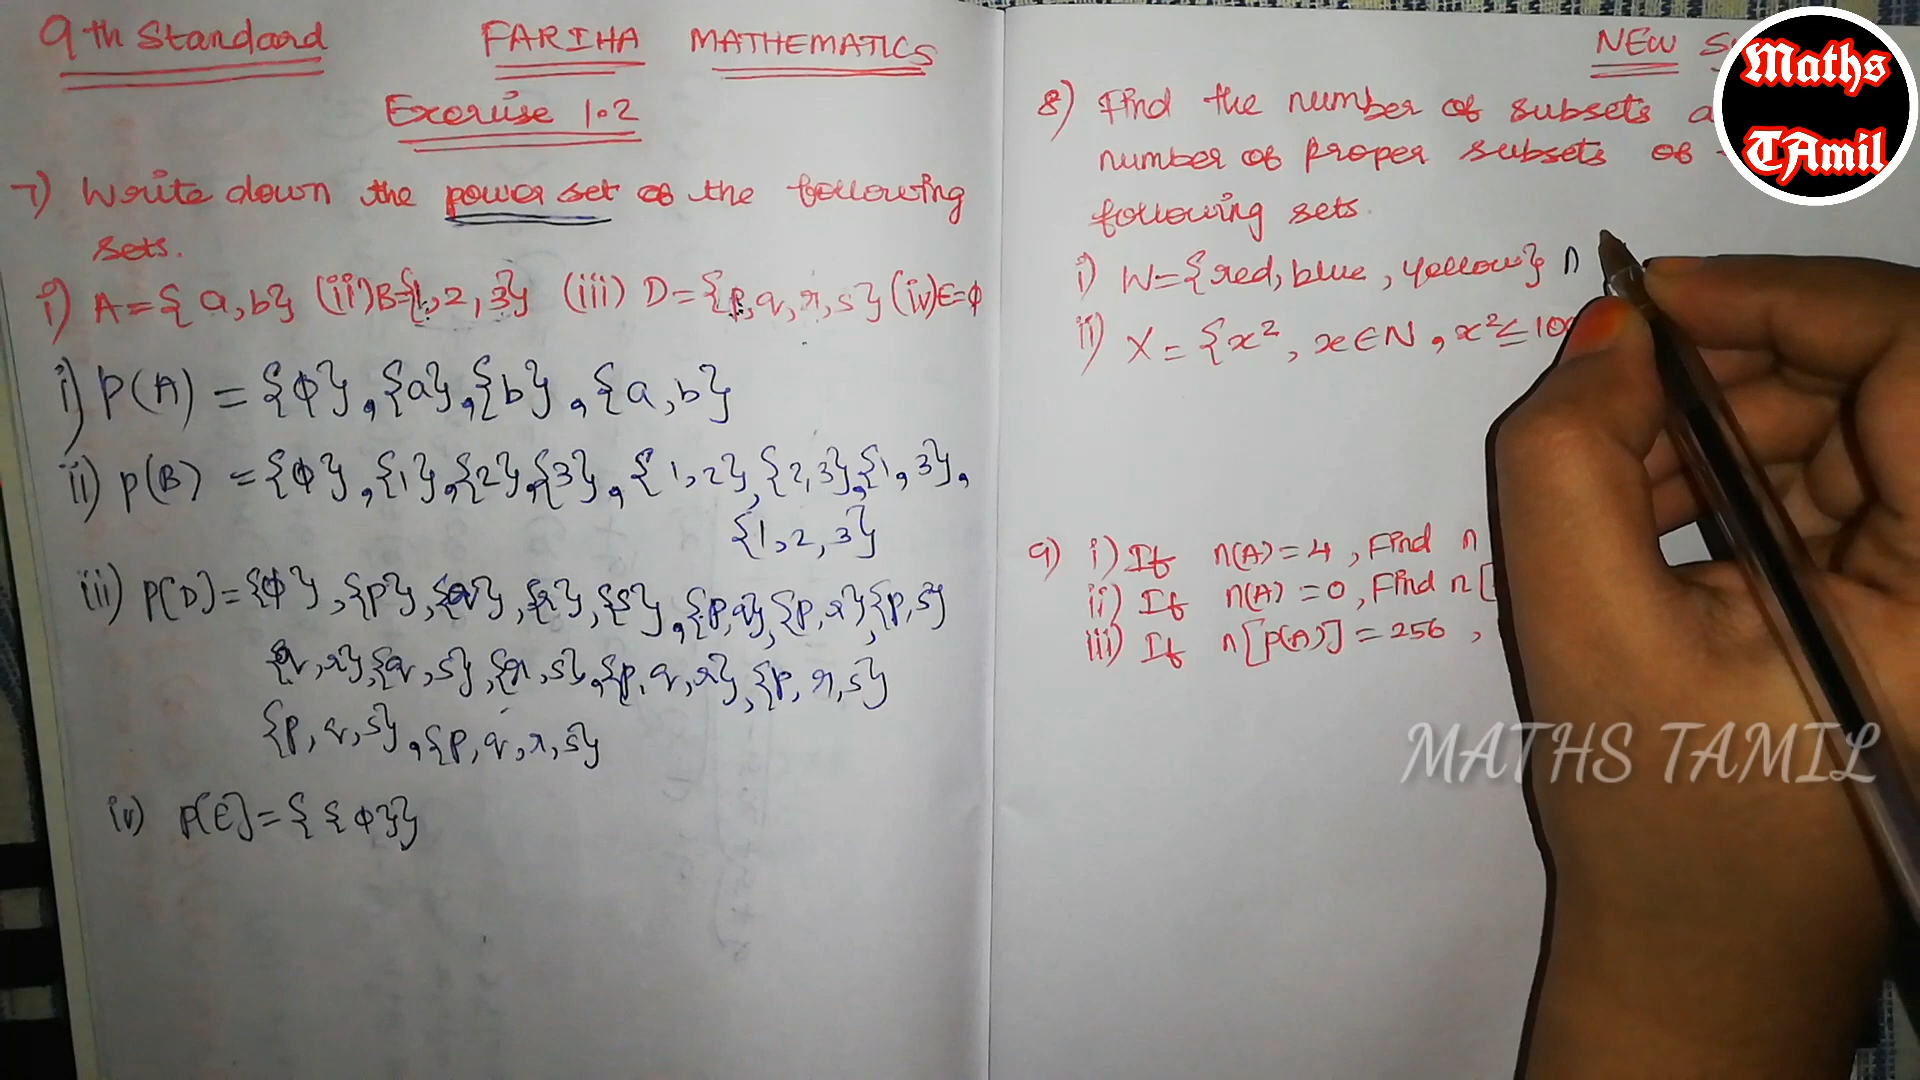 9th Standard FARIHA MATHEMATICS
Exercise 1.2
7) Write down the power set of the following
sets.
i) A={a,b} (ii) B={1,2,3} (iii) D={p,q,r,s} (iv) E=ϕ
i) P(A) = {ϕ},{a},{b},{a,b}
ii) P(B) = {ϕ},{1},{2},{3},{1,2},{2,3},{1,3},
{1,2,3}
iii) P[D]={ϕ},{p},{q},{r},{s},{p,q},{p,r},{p,s}
{q,r},{q,s},{r,s},{p,q,r},{p,r,s}
{p,q,s},{p,q,r,s}
iv) P[E]={{ϕ}}
NEW
Maths
TAmil
8) Find the number of subsets
number of proper subsets of
following sets.
i) W={red, blue, yellow} n
ii) X={x², x∈N, x²≤100
9) i) If n(A)=4, Find n
ii) If n(A)=0, Find n[
iii) If n[P(A)]=256,
MATHS TAMIL